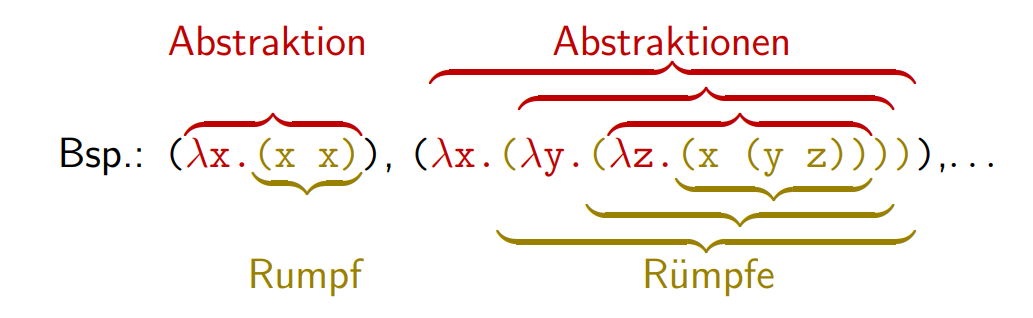 Abstraktion Abstraktionen
Bsp.: (λx.(x x)), (λx.(λy.(λz.(x (y z))))),...
Rumpf Rümpfe